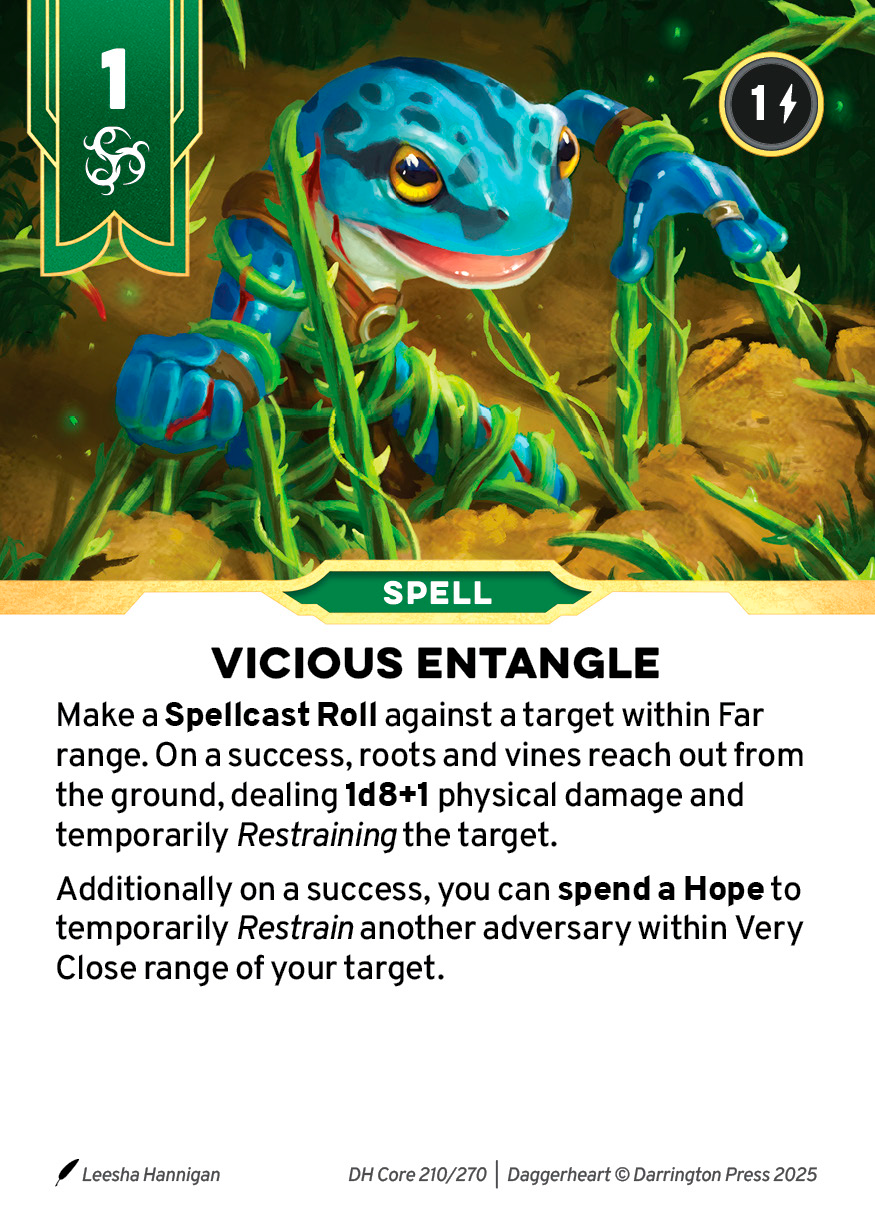 1
1
SPELL
VICIOUS ENTANGLE
Make a Spellcast Roll against a target within Far
range. On a success, roots and vines reach out from
the ground, dealing 1d8+1 physical damage and
temporarily Restraining the target.
Additionally on a success, you can spend a Hope to
temporarily Restrain another adversary within Very
Close range of your target.
Leesha Hannigan
DH Core 210/270 | Daggerheart © Darrington Press 2025